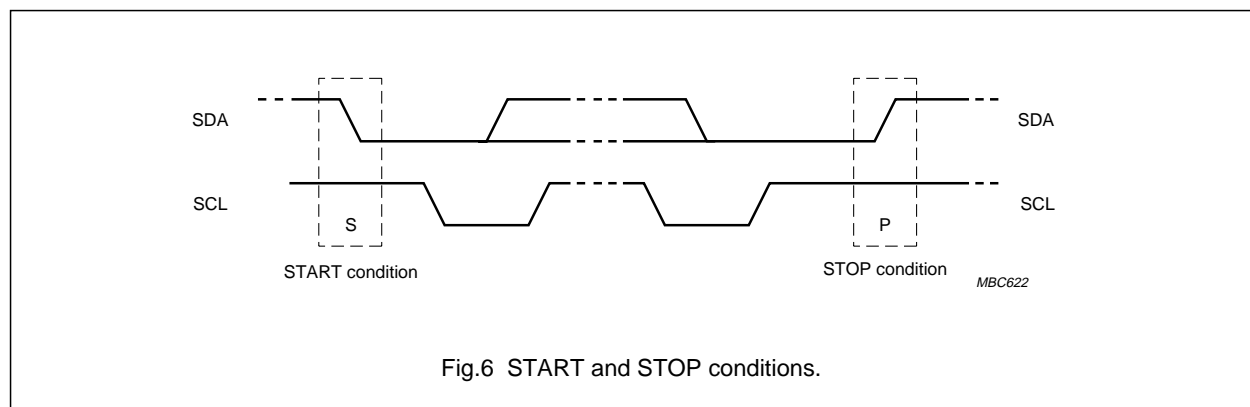 SDA
SDA
SCL
SCL
S
P
START condition
STOP condition
MBC622
Fig.6 START and STOP conditions.